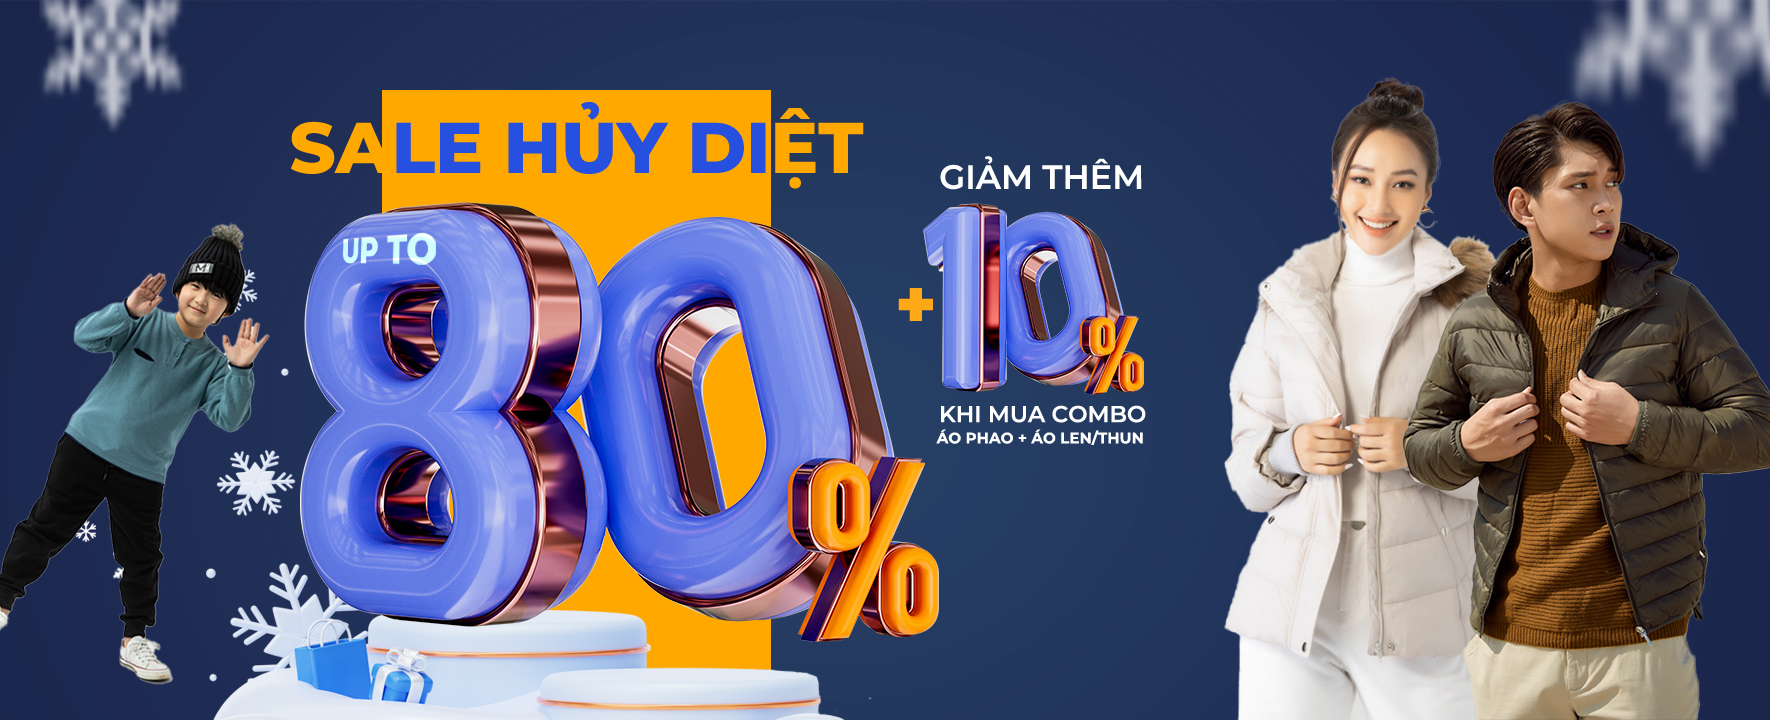 SALE HỦY DIỆT
UP TO
80%
GIẢM THÊM
+10%
KHI MUA COMBO
ÁO PHAO + ÁO LEN/THUN
M